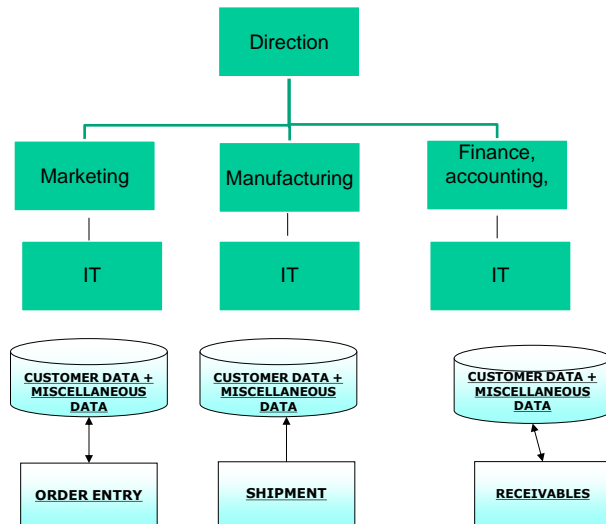 Direction
Marketing
Manufacturing
Finance,
accounting,
IT
IT
IT
CUSTOMER DATA +
MISCELLANEOUS
DATA
CUSTOMER DATA +
MISCELLANEOUS
DATA
CUSTOMER DATA +
MISCELLANEOUS
DATA
ORDER ENTRY
SHIPMENT
RECEIVABLES